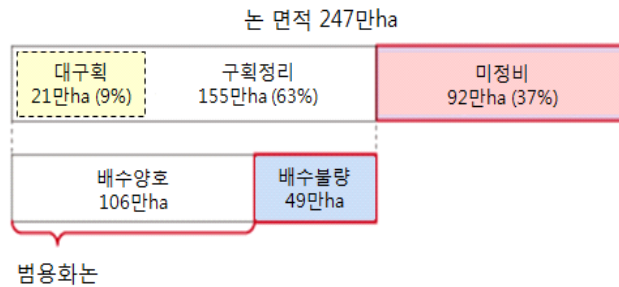 논 면적 247만ha
대구획
21만ha (9%)
구획정리
155만ha (63%)
미정비
92만ha (37%)
배수양호
106만ha
배수불량
49만ha
범용화논